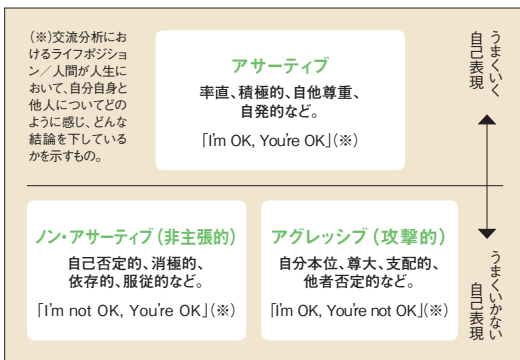 (※)交流分析にお
けるライフポジショ
ン／人間が人生に
おいて、自分自身と
他人についてどの
ように感じ、どんな
結論を下している
かを示すもの。
アサーティブ
率直、積極的、自他尊重、
自発的など。
「I'm OK, You're OK」(※)
うまくいく
自己表現
ノン・アサーティブ(非主張的)
自己否定的、消極的、
依存的、服従的など。
「I'm not OK, You're OK」(※)
アグレッシブ(攻撃的)
自分本位、尊大、支配的、
他者否定的など。
「I'm OK, You're not OK」(※)
うまくいかない
自己表現